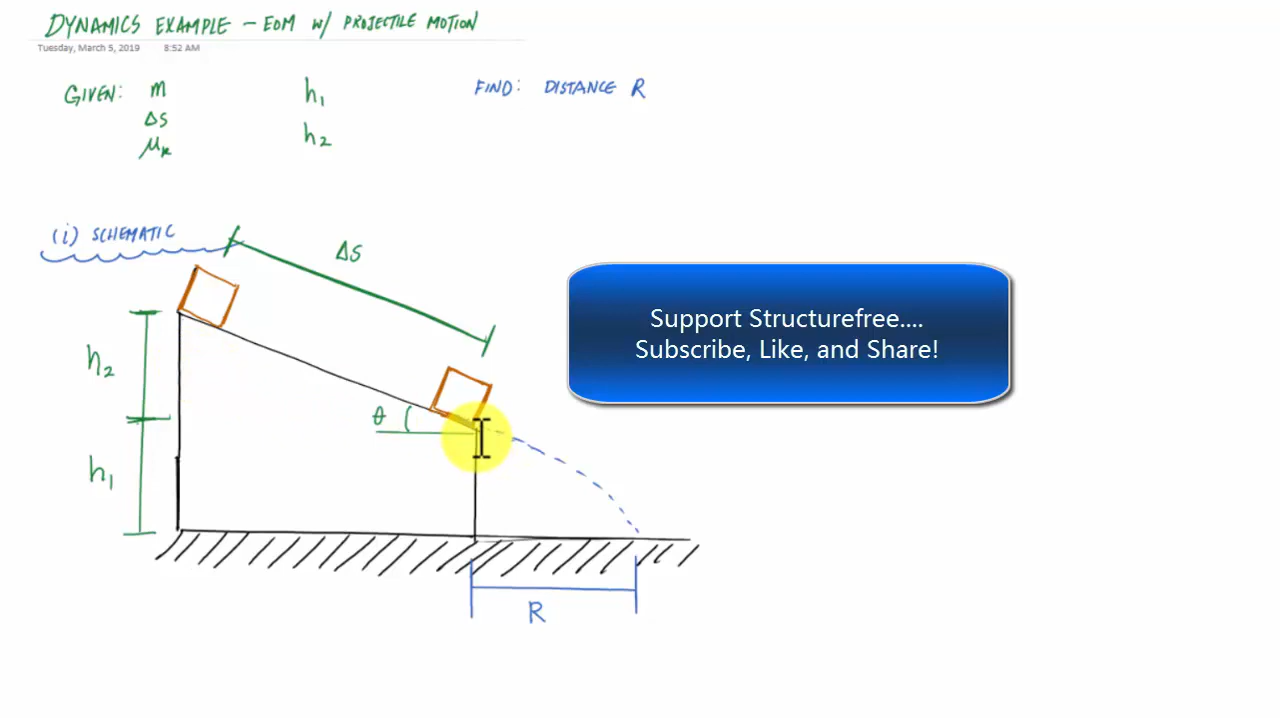 DYNAMICS EXAMPLE - EOM W/ PROJECTILE MOTION
Tuesday, March 5, 2019 8:52 AM
GIVEN: m h1 FIND: DISTANCE R
Δs h2
μk
(i) SCHEMATIC
Δs
Support Structurefree....
Subscribe, Like, and Share!
h2
θ
h1
R